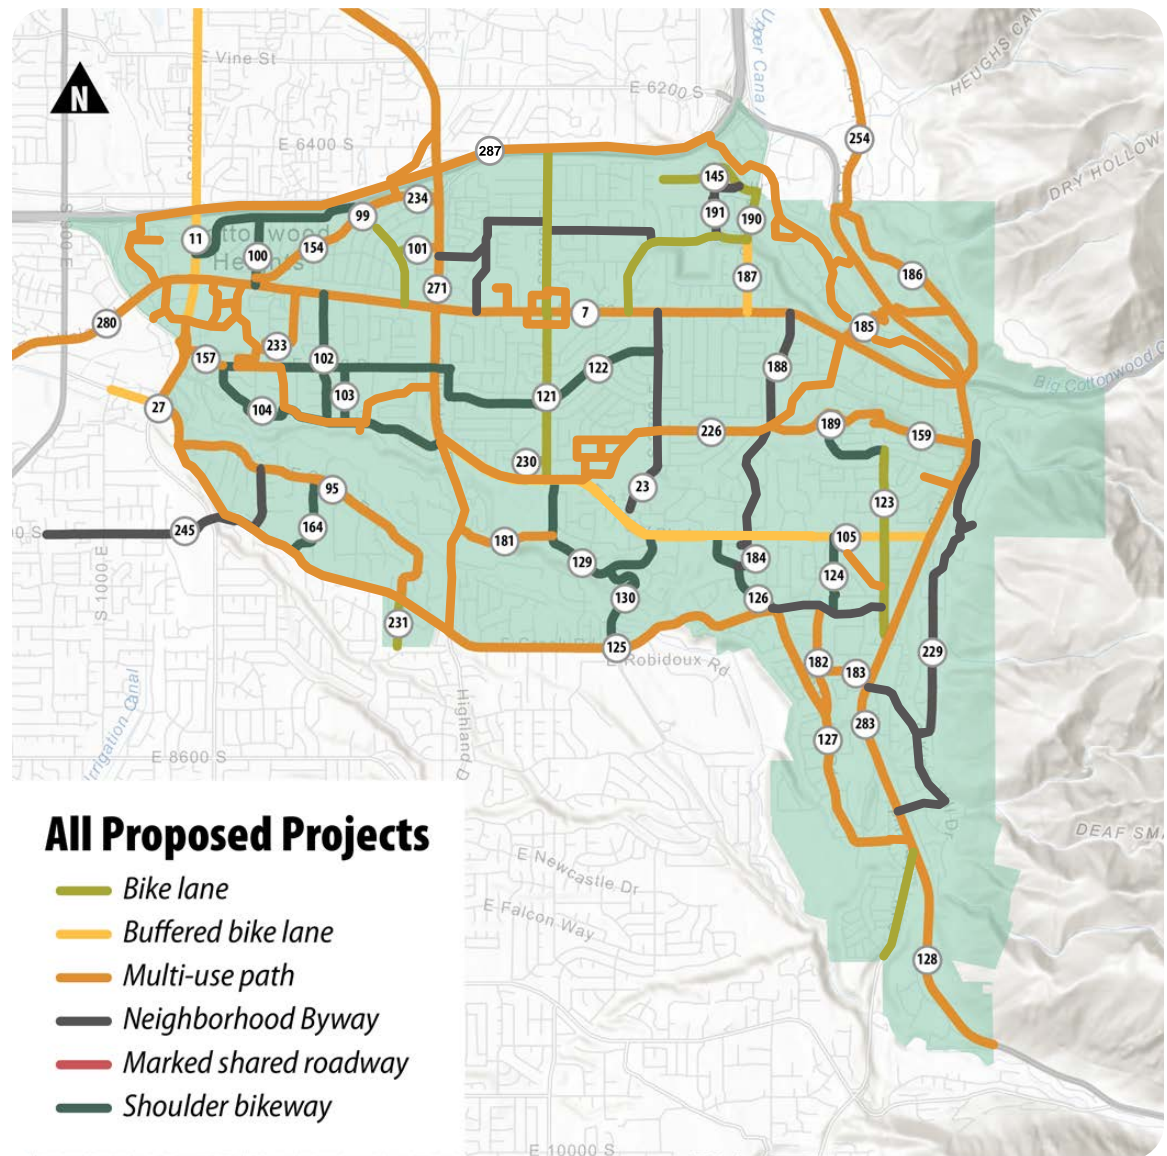 N
E Vine St
E 6200 S
Upper Canal
HEUGHS CAN
254
E 6400 S
287
DRY HOLLOW
145
234
99
191
190
11
ttonwood
100
154
101
Heights
187
186
271
7
280
185
233
157
102
122
188
103
Big Cottonwood C
121
27
104
189
226
159
230
95
23
123
0 S
245
164
181
105
129
184
S 1000 E
124
130
126
231
125
E Robidoux Rd
182
183
229
Irrigation Canal
Highland D
283
127
E 8600 S
All Proposed Projects
Bike lane
Buffered bike lane
Multi-use path
Neighborhood Byway
Marked shared roadway
Shoulder bikeway
DEAF SMI
E Newcastle Dr
E Falcon Way
128
E 10000 S